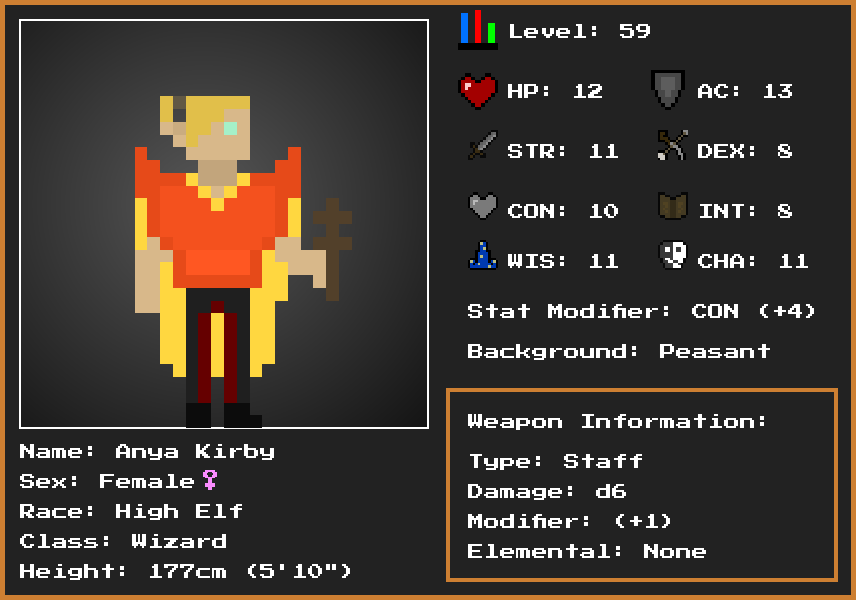 Level: 59
HP: 12 AC: 13
STR: 11 DEX: 8
CON: 10 INT: 8
WIS: 11 CHA: 11
Stat Modifier: CON (+4)
Background: Peasant
Weapon Information:
Type: Staff
Damage: d6
Modifier: (+1)
Elemental: None
Name: Anya Kirby
Sex: Female♀
Race: High Elf
Class: Wizard
Height: 177cm (5'10")